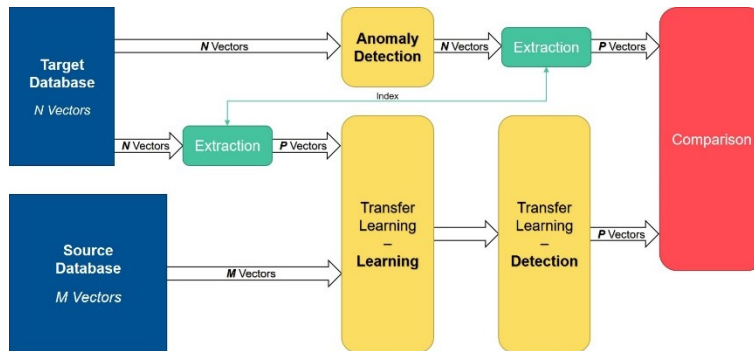 Target
Database
N Vectors
N Vectors
Anomaly
Detection
N Vectors
Extraction
P Vectors
Index
N Vectors
Extraction
P Vectors
Comparison
Source
Database
M Vectors
M Vectors
Transfer
Learning
–
Learning
Transfer
Learning
–
Detection
P Vectors